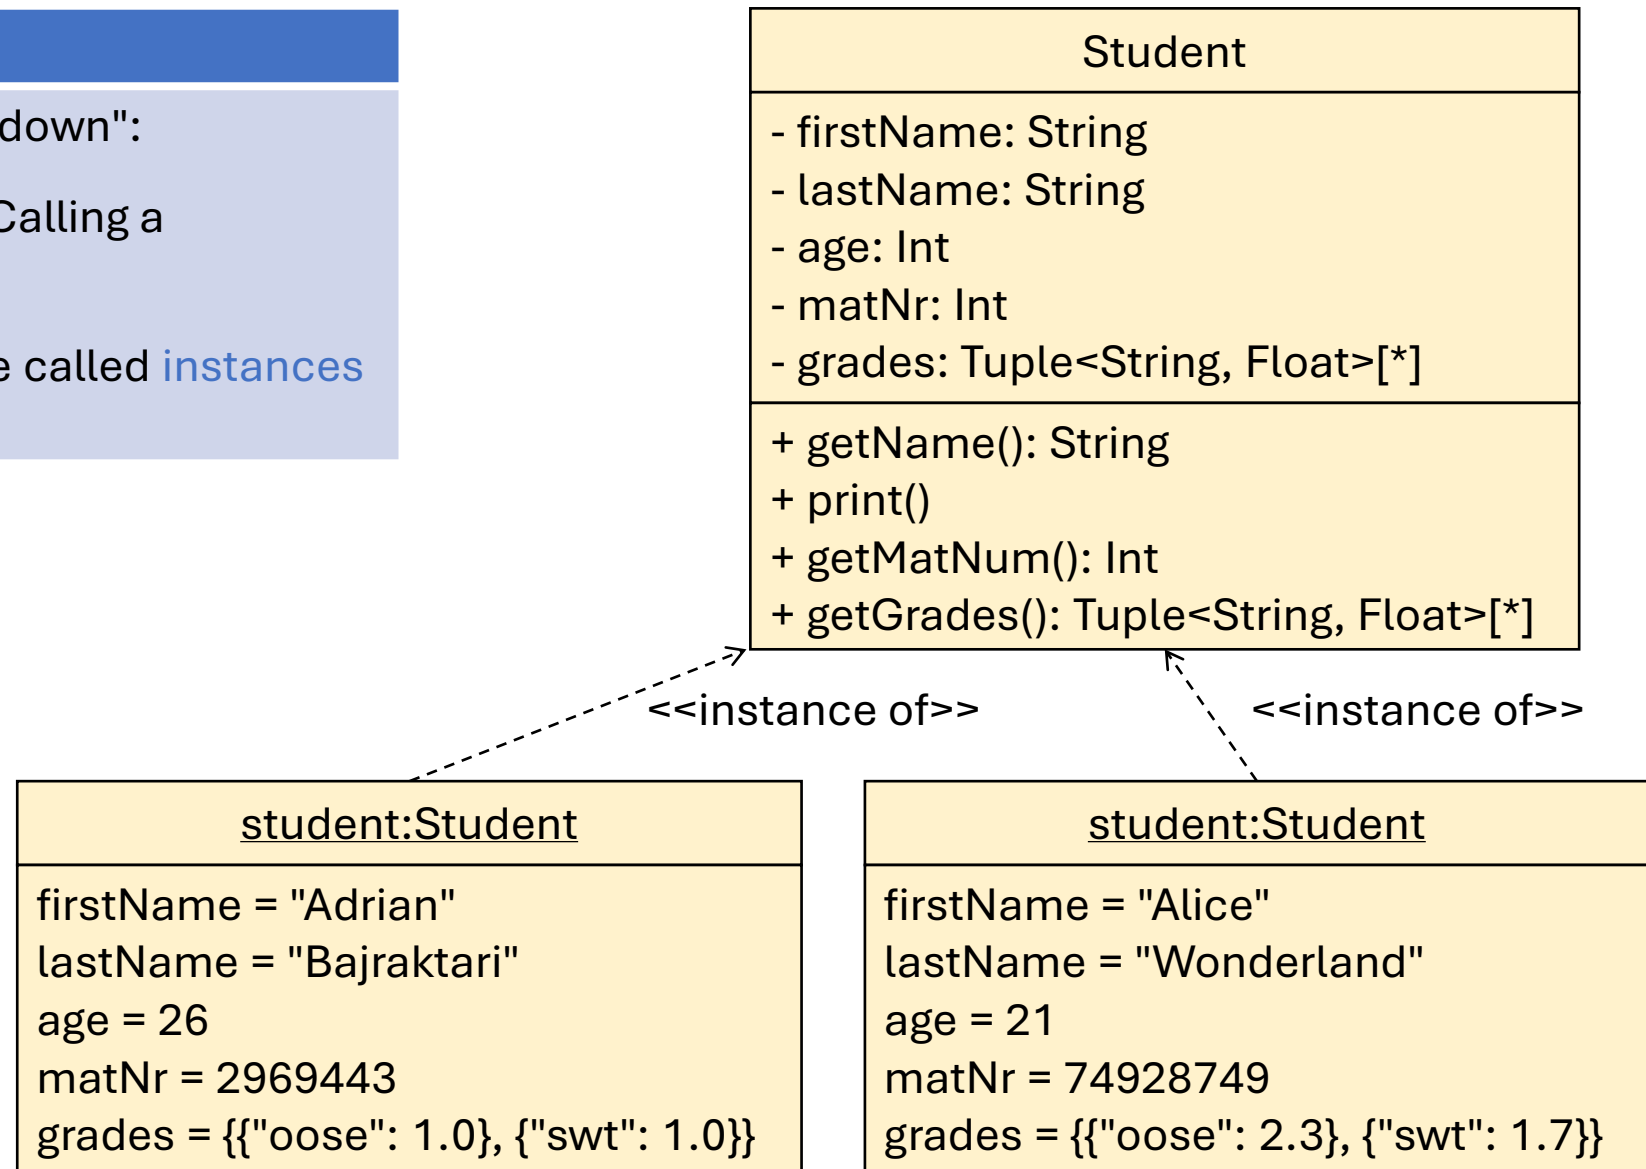 down":
Calling a
e called instances
Student
- firstName: String
- lastName: String
- age: Int
- matNr: Int
- grades: Tuple<String, Float>[*]
+ getName(): String
+ print()
+ getMatNum(): Int
+ getGrades(): Tuple<String, Float>[*]
<<instance of>>
<<instance of>>
student:Student
firstName = "Adrian"
lastName = "Bajraktari"
age = 26
matNr = 2969443
grades = {{"oose": 1.0}, {"swt": 1.0}}
student:Student
firstName = "Alice"
lastName = "Wonderland"
age = 21
matNr = 74928749
grades = {{"oose": 2.3}, {"swt": 1.7}}